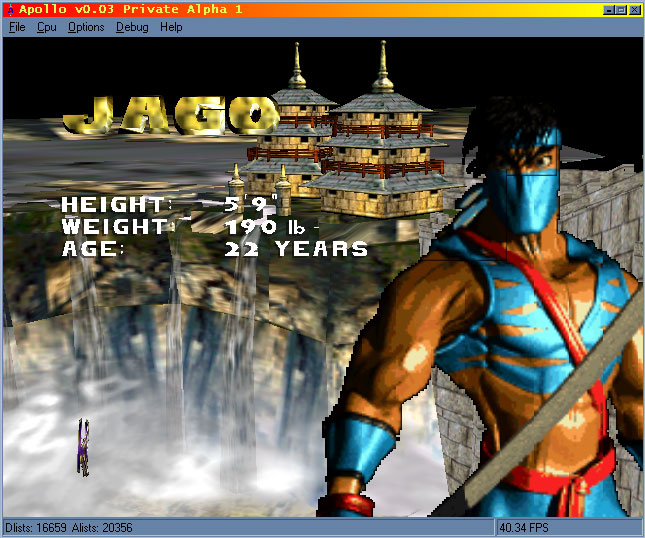 Apollo v0.03 Private Alpha 1
File Cpu Options Debug Help
JAGO
HEIGHT: 5'9"
WEIGHT: 190 lb -
AGE: 22 YEARS
Dlists: 16659 Alists: 20356
40.34 FPS